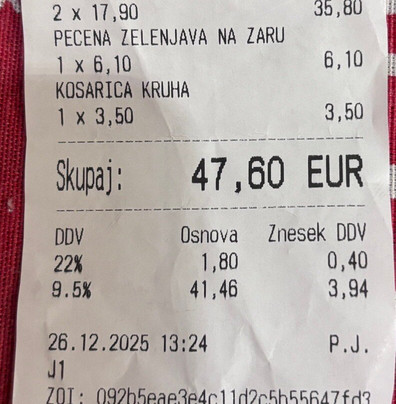 2 x 17,90 35,80
PECENA ZELENJAVA NA ZARU
1 x 6,10 6,10
KOSARICA KRUHA
1 x 3,50 3,50
Skupaj: 47,60 EUR
DDV Osnova Znesek DDV
22% 1,80 0,40
9.5% 41,46 3,94
26.12.2025 13:24 P.J.
J1
ZOI: 092b5eae3e4c11d2c5b55647fd3